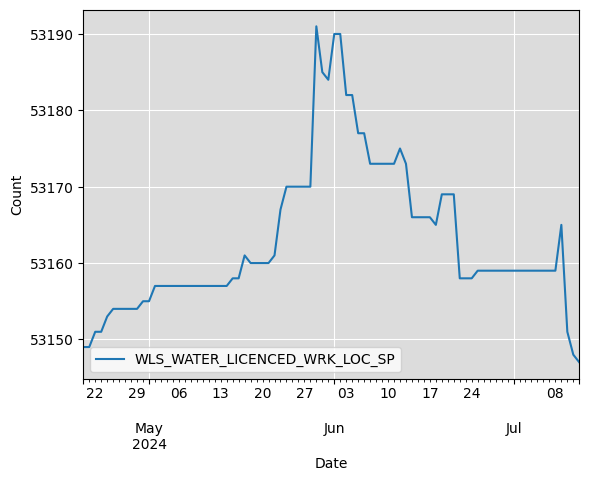 53190
53180
53170
53160
53150
Count
WLS_WATER_LICENCED_WRK_LOC_SP
22 29 06 13 20 27 03 10 17 24 08
May Jun Jul
2024
Date